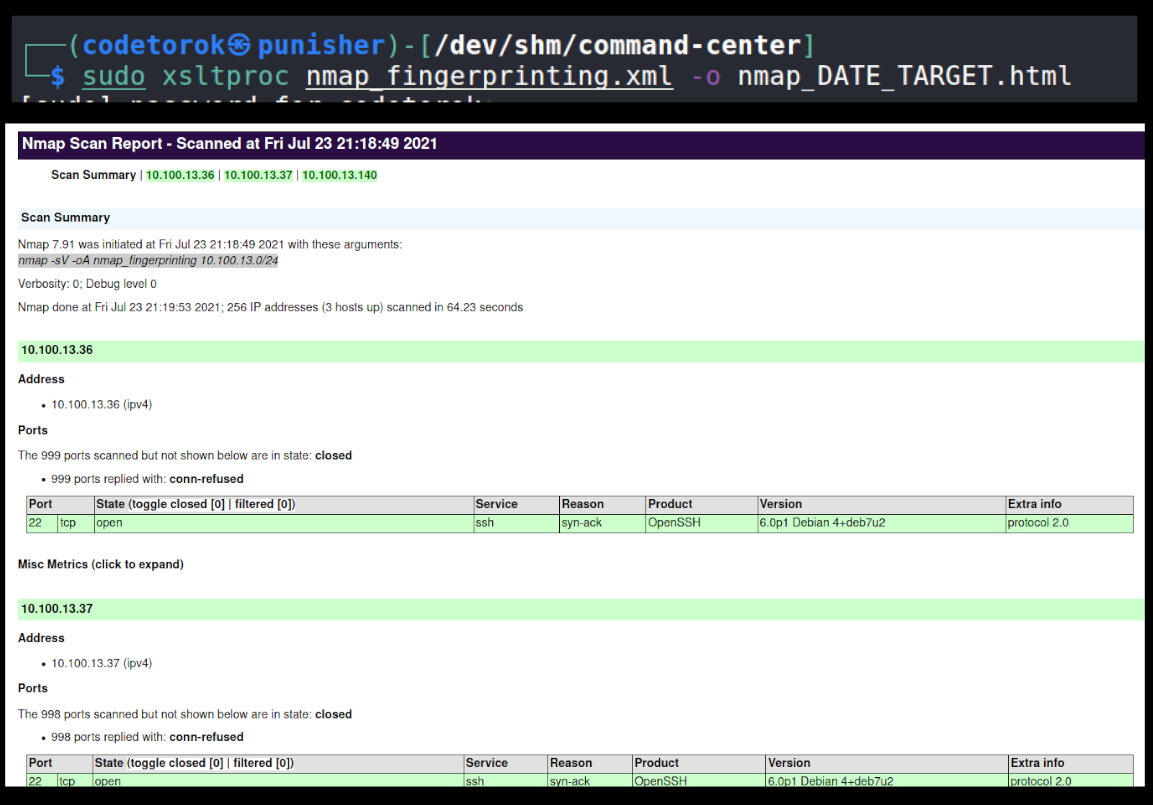 (codetorok㉿punisher)-[/dev/shm/command-center]
$ sudo xsltproc nmap_fingerprinting.xml -o nmap_DATE_TARGET.html
[sudo] password for codetorok:
Nmap Scan Report - Scanned at Fri Jul 23 21:18:49 2021
Scan Summary | 10.100.13.36 | 10.100.13.37 | 10.100.13.140
Scan Summary
Nmap 7.91 was initiated at Fri Jul 23 21:18:49 2021 with these arguments:
nmap -sV -oA nmap_fingerprinting 10.100.13.0/24
Verbosity: 0; Debug level 0
Nmap done at Fri Jul 23 21:19:53 2021; 256 IP addresses (3 hosts up) scanned in 64.23 seconds
10.100.13.36
Address
• 10.100.13.36 (ipv4)
Ports
The 999 ports scanned but not shown below are in state: closed
• 999 ports replied with: conn-refused
Port State (toggle closed [0] | filtered [0]) Service Reason Product Version Extra info
22 tcp open ssh syn-ack OpenSSH 6.0p1 Debian 4+deb7u2 protocol 2.0
Misc Metrics (click to expand)
10.100.13.37
Address
• 10.100.13.37 (ipv4)
Ports
The 998 ports scanned but not shown below are in state: closed
• 998 ports replied with: conn-refused
Port State (toggle closed [0] | filtered [0]) Service Reason Product Version Extra info
22 tcp open ssh syn-ack OpenSSH 6.0p1 Debian 4+deb7u2 protocol 2.0